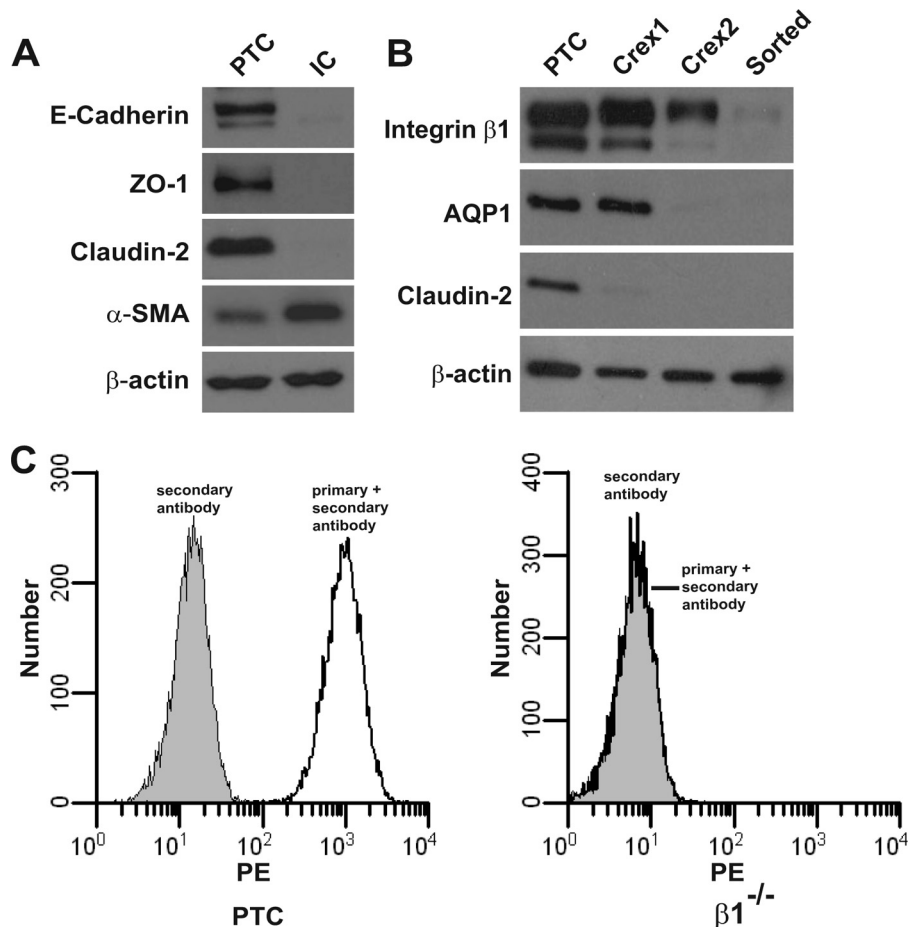 A
PTC IC
E-Cadherin
ZO-1
Claudin-2
α-SMA
β-actin
B
PTC Crex1 Crex2 Sorted
Integrin β1
AQP1
Claudin-2
β-actin
C
300
200
100
0
Number
secondary
antibody
primary +
secondary
antibody
10^0 10^1 10^2 10^3 10^4
PE
PTC
400
300
200
100
0
Number
secondary
antibody
primary +
secondary
antibody
10^0 10^1 10^2 10^3 10^4
PE
β1^-/-